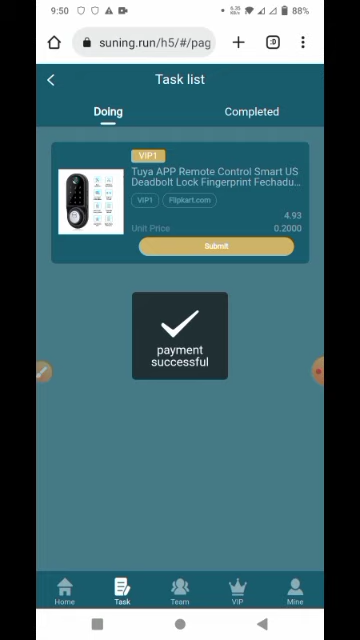 9:50
88%
suning.run/h5/#/pag
:D
Task list
Doing
Completed
VIP1
Tuya APP Remote Control Smart US
Deadbolt Lock Fingerprint Fechadu...
VIP1
Flipkart.com
4.93
Unit Price
0.2000
Submit
payment
successful
Home
Task
Team
VIP
Mine